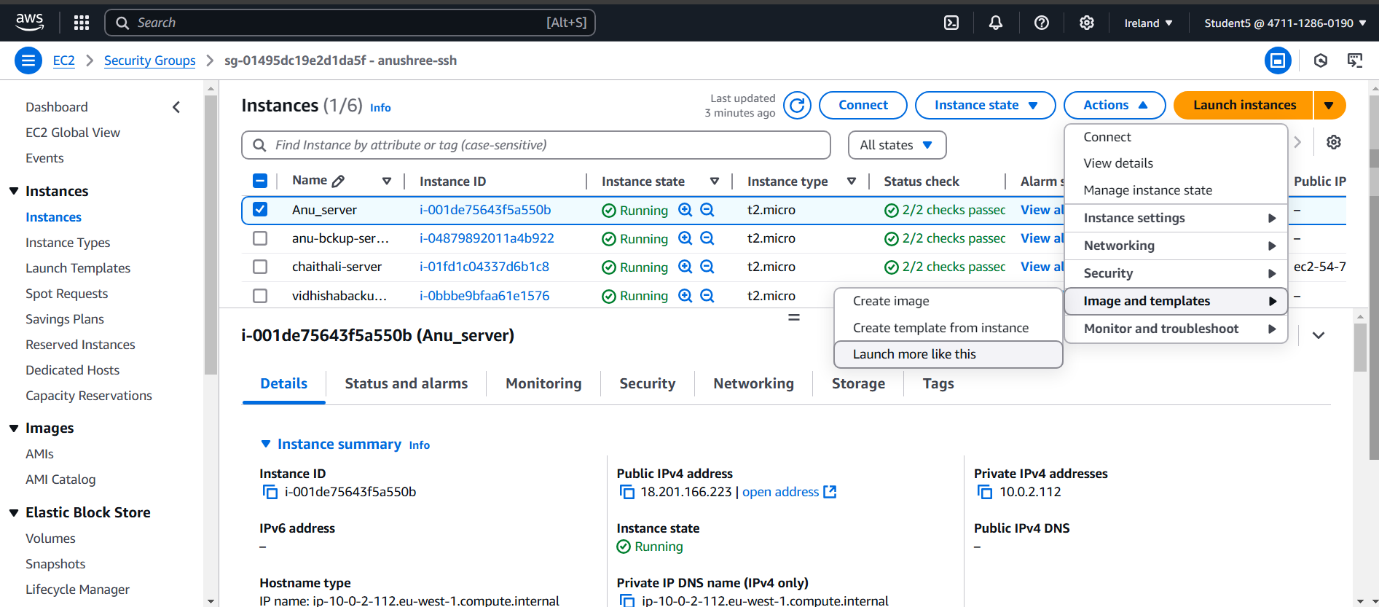 aws Search [Alt+S] Ireland ▼ Student5 @ 4711-1286-0190 ▼
EC2 > Security Groups > sg-01495dc19e2d1da5f - anushree-ssh
Dashboard
EC2 Global View
Events
▼ Instances
Instances
Instance Types
Launch Templates
Spot Requests
Savings Plans
Reserved Instances
Dedicated Hosts
Capacity Reservations
▼ Images
AMIs
AMI Catalog
▼ Elastic Block Store
Volumes
Snapshots
Lifecycle Manager
Instances (1/6) Info
Last updated
3 minutes ago
Connect Instance state ▼ Actions ▲ Launch instances ▼
Find Instance by attribute or tag (case-sensitive) All states ▼
Name Instance ID Instance state Instance type Status check Alarm s Public IP
Anu_server i-001de75643f5a550b Running t2.micro 2/2 checks passec View al –
anu-bckup-ser... i-04879892011a4b922 Running t2.micro 2/2 checks passec View al –
chaithali-server i-01fd1c04337d6b1c8 Running t2.micro 2/2 checks passec View al ec2-54-7
vidhishabacku... i-0bbbe9bfaa61e1576 Running t2.micro –
Connect
View details
Manage instance state
Instance settings
Networking
Security
Image and templates
Monitor and troubleshoot
Create image
Create template from instance
Launch more like this
i-001de75643f5a550b (Anu_server)
Details Status and alarms Monitoring Security Networking Storage Tags
▼ Instance summary Info
Instance ID
i-001de75643f5a550b
Public IPv4 address
18.201.166.223 | open address
Private IPv4 addresses
10.0.2.112
IPv6 address
–
Instance state
Running
Public IPv4 DNS
–
Hostname type
IP name: ip-10-0-2-112.eu-west-1.compute.internal
Private IP DNS name (IPv4 only)
ip-10-0-2-112.eu-west-1.compute.internal